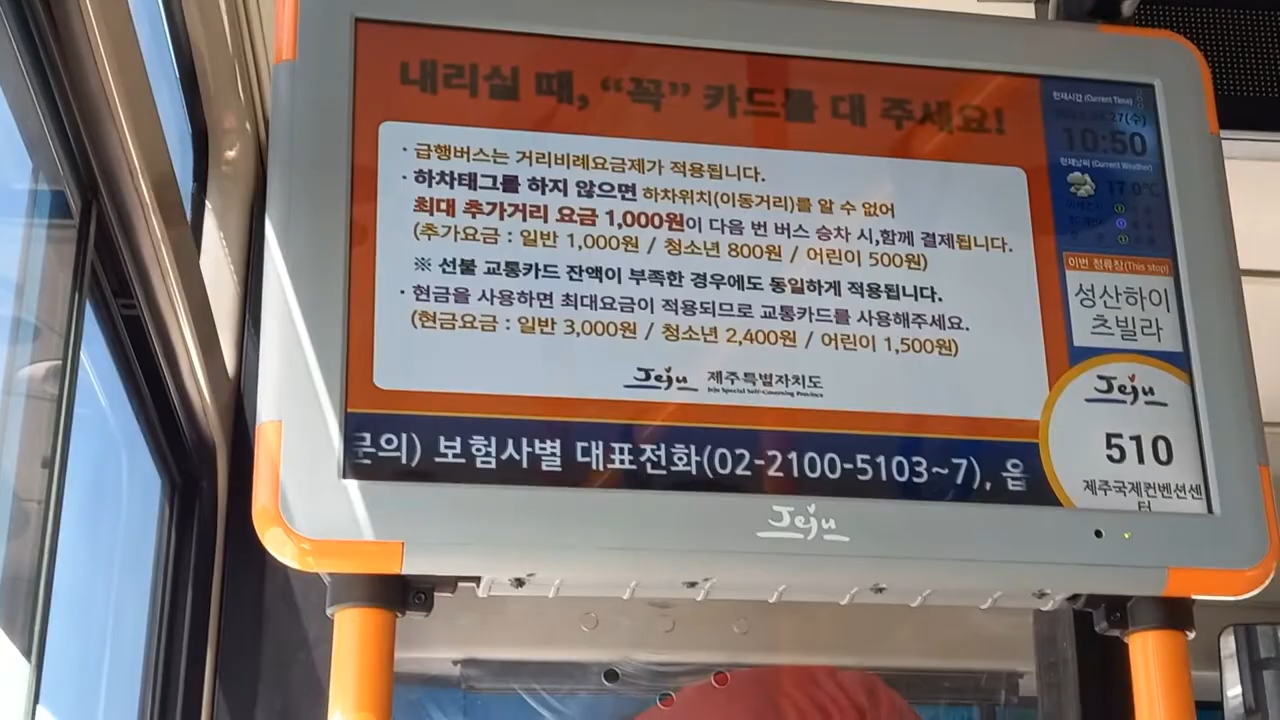 내리실 때, “꼭” 카드를 대 주세요!
· 급행버스는 거리비례요금제가 적용됩니다.
· 하차태그를 하지 않으면 하차위치(이동거리)를 알 수 없어
최대 추가거리 요금 1,000원이 다음 번 버스 승차 시,함께 결제됩니다.
(추가요금 : 일반 1,000원 / 청소년 800원 / 어린이 500원)
※ 선불 교통카드 잔액이 부족한 경우에도 동일하게 적용됩니다.
· 현금을 사용하면 최대요금이 적용되므로 교통카드를 사용해주세요.
(현금요금 : 일반 3,000원 / 청소년 2,400원 / 어린이 1,500원)
Jeju 제주특별자치도
Jeju Special Self-Governing Province
문의) 보험사별 대표전화(02-2100-5103~7), 읍
현재시간 (Current Time)
27(수)
10:50
현재날씨 (Current Weather)
17.0℃
이번 정류장(This stop)
성산하이
츠빌라
Jeju
510
제주국제컨벤션센
터
Jeju